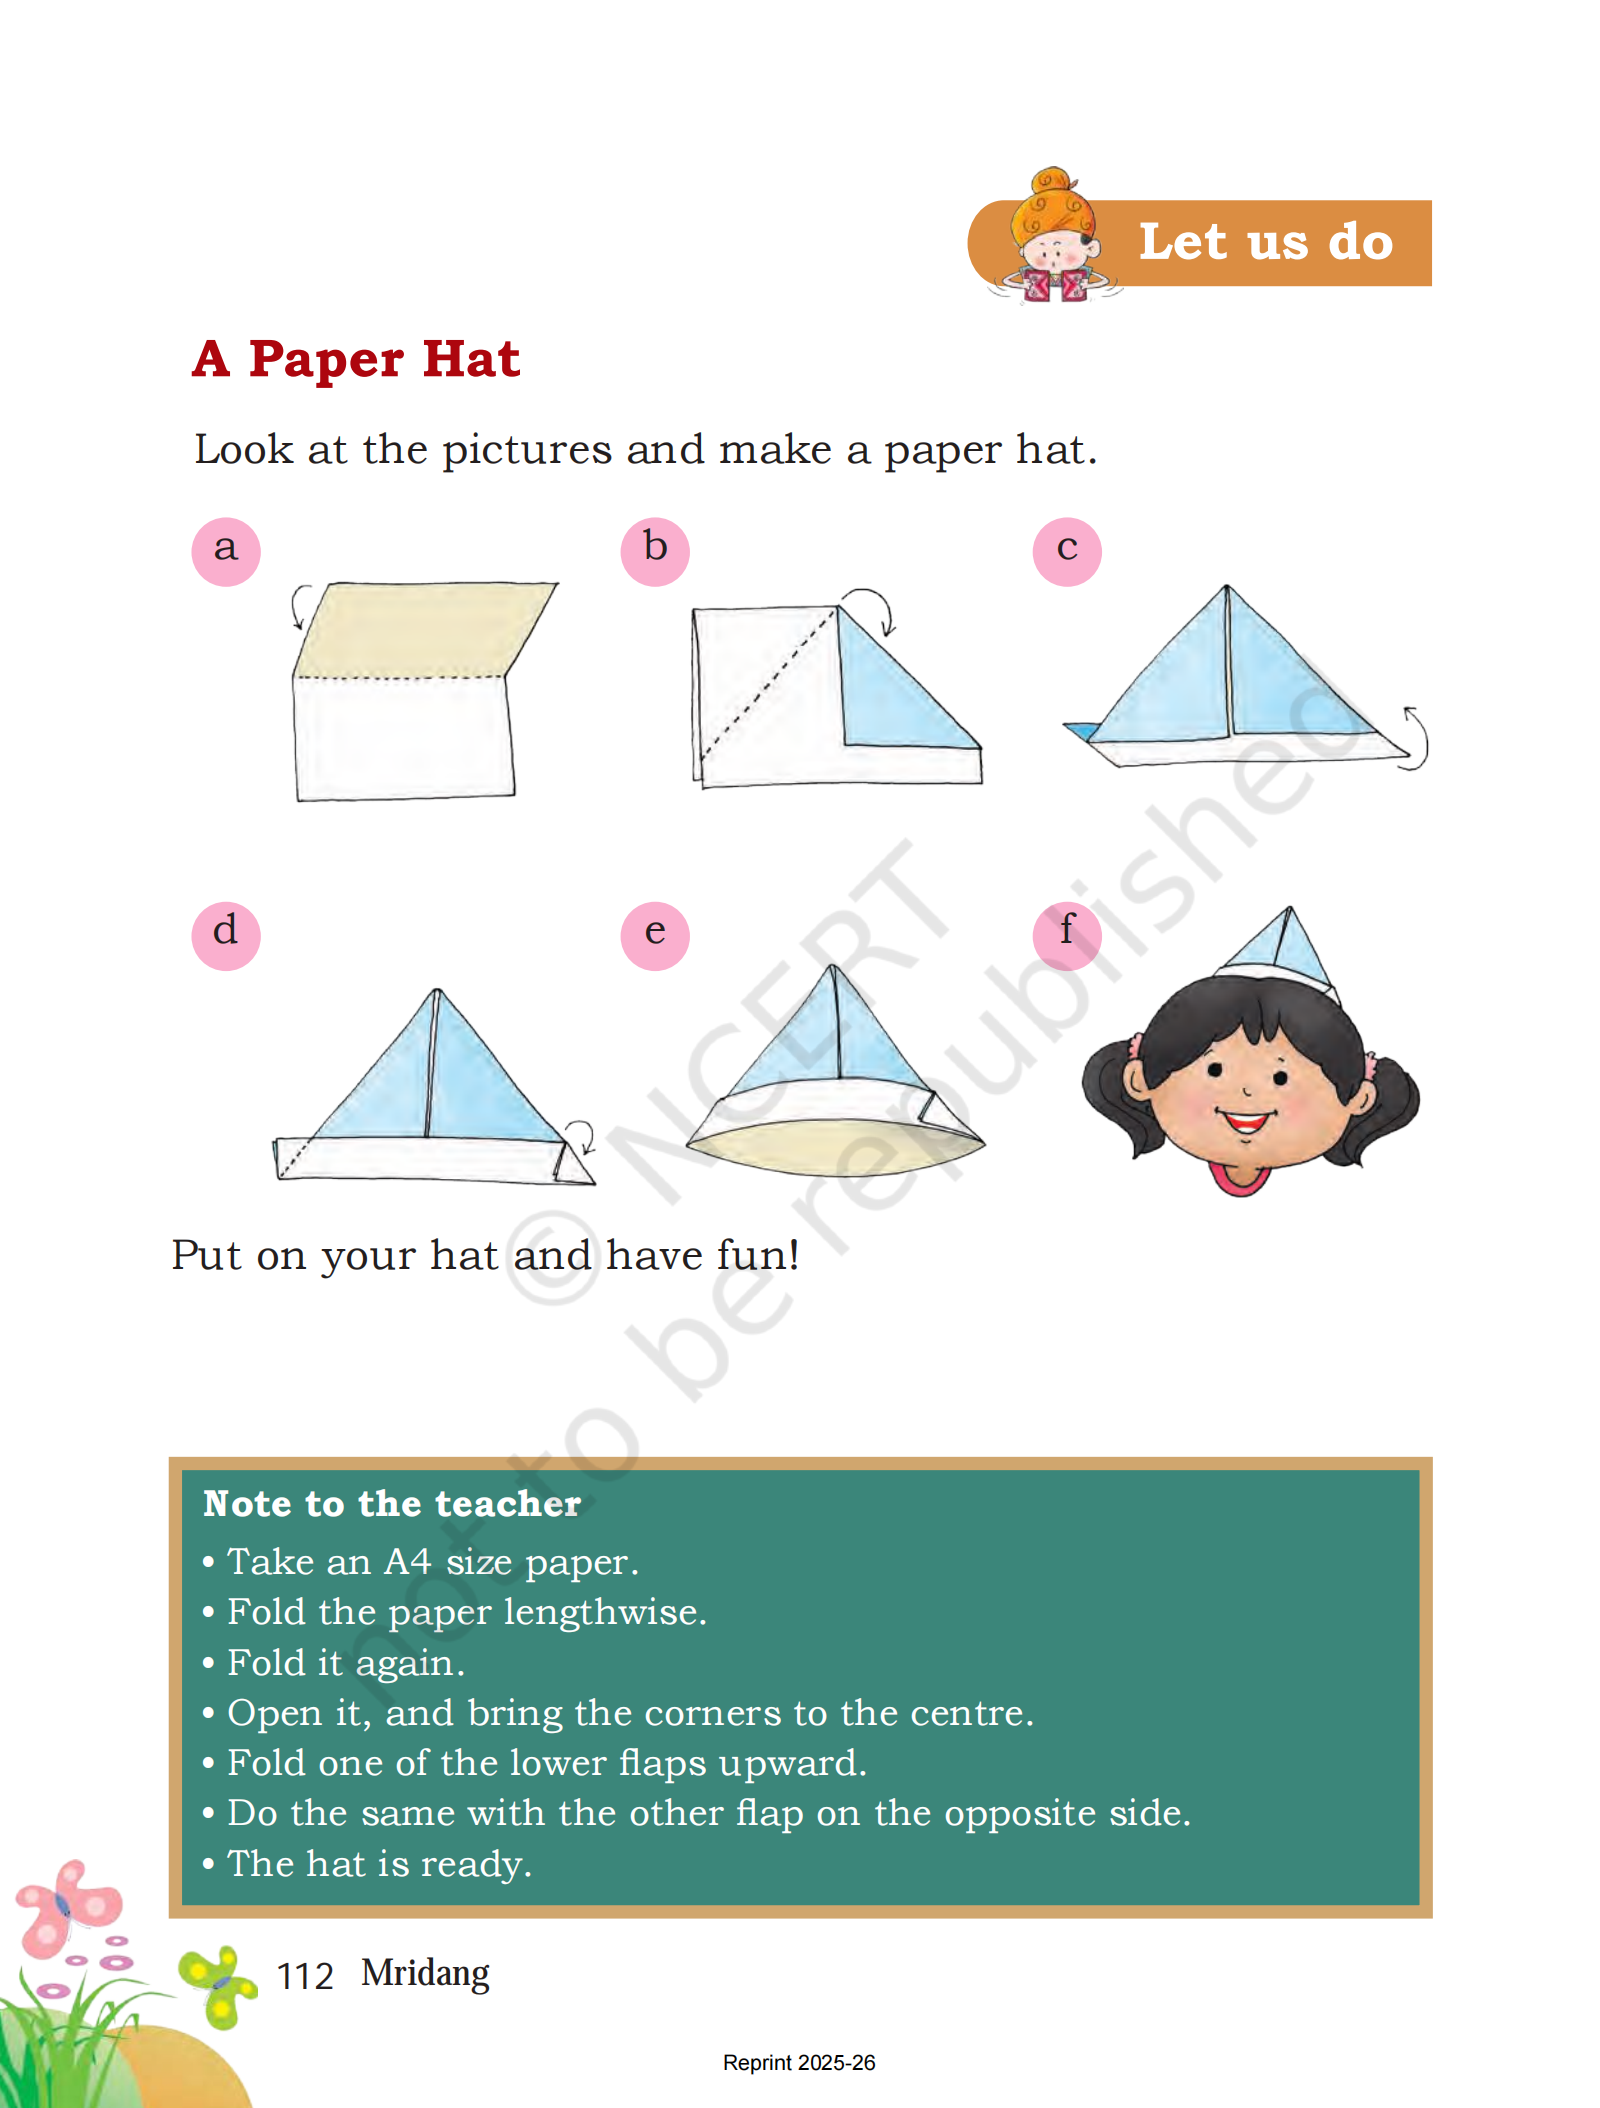 Let us do
A Paper Hat
Look at the pictures and make a paper hat.
a
b
c
d
e
f
Put on your hat and have fun!
© NCERT
not to be republished
Note to the teacher
• Take an A4 size paper.
• Fold the paper lengthwise.
• Fold it again.
• Open it, and bring the corners to the centre.
• Fold one of the lower flaps upward.
• Do the same with the other flap on the opposite side.
• The hat is ready.
112 Mridang
Reprint 2025-26